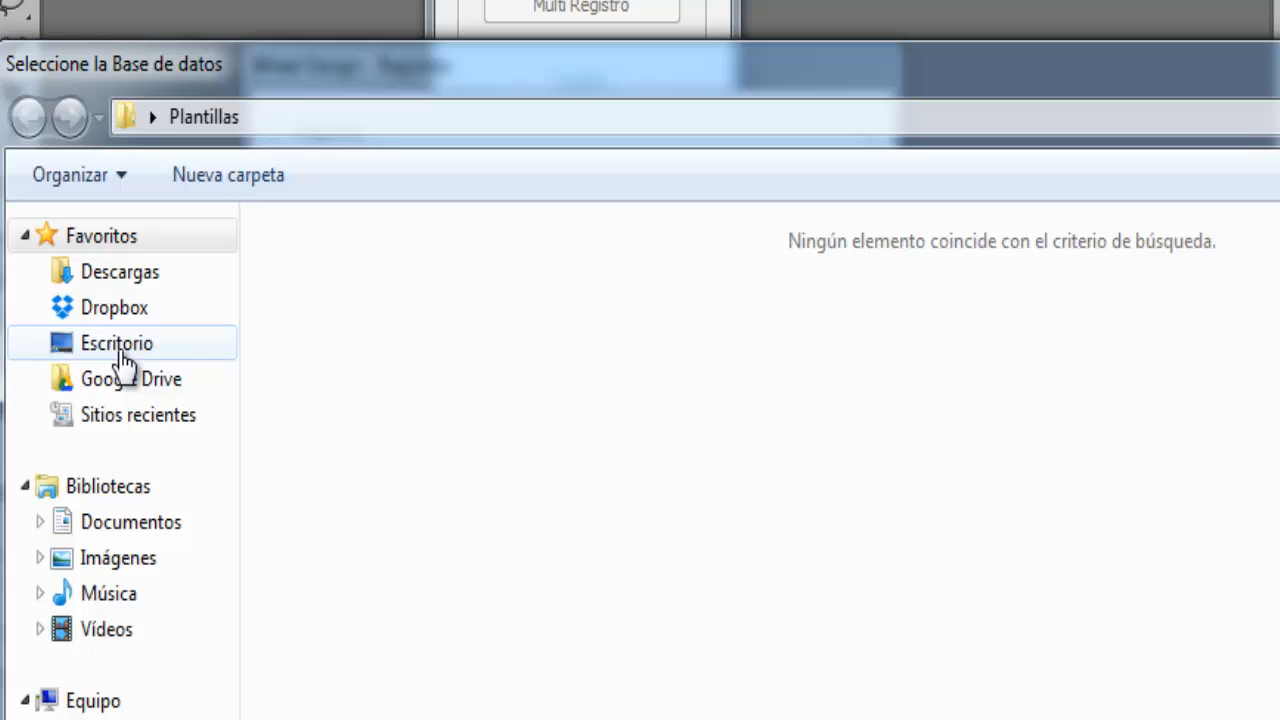 Multi Registro
Seleccione la Base de datos
Plantillas
Organizar
Nueva carpeta
Favoritos
Ningún elemento coincide con el criterio de búsqueda.
Descargas
Dropbox
Escritorio
Google Drive
Sitios recientes
Bibliotecas
Documentos
Imágenes
Música
Vídeos
Equipo